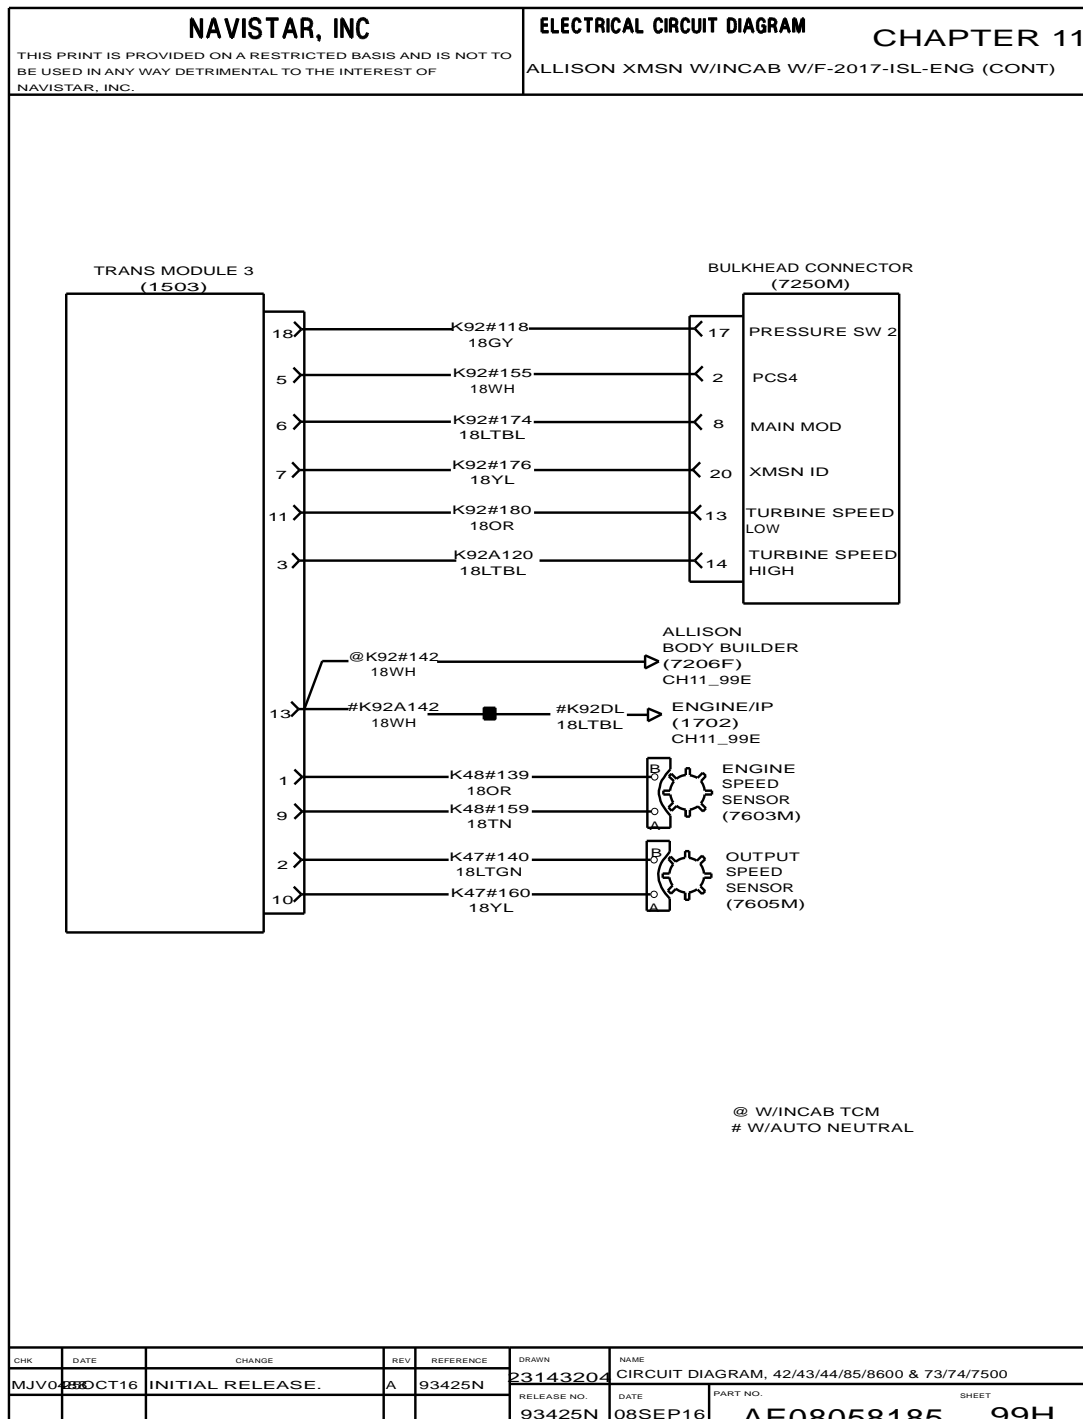 NAVISTAR, INC
THIS PRINT IS PROVIDED ON A RESTRICTED BASIS AND IS NOT TO
BE USED IN ANY WAY DETRIMENTAL TO THE INTEREST OF
NAVISTAR, INC.
ELECTRICAL CIRCUIT DIAGRAM
CHAPTER 11
ALLISON XMSN W/INCAB W/F-2017-ISL-ENG (CONT)
TRANS MODULE 3
(1503)
BULKHEAD CONNECTOR
(7250M)
18 K92#118 17 PRESSURE SW 2
18GY
5 K92#155 2 PCS4
18WH
6 K92#174 8 MAIN MOD
18LTBL
7 K92#176 20 XMSN ID
18YL
11 K92#180 13 TURBINE SPEED
18OR LOW
3 K92A120 14 TURBINE SPEED
18LTBL HIGH
@K92#142
18WH
ALLISON
BODY BUILDER
(7206F)
CH11_99E
13 #K92A142 #K92DL ENGINE/IP
18WH 18LTBL (1702)
CH11_99E
1 K48#139 B
18OR
9 K48#159 A
18TN
ENGINE
SPEED
SENSOR
(7603M)
2 K47#140 B
18LTGN
10 K47#160 A
18YL
OUTPUT
SPEED
SENSOR
(7605M)
@ W/INCAB TCM
# W/AUTO NEUTRAL
CHK DATE CHANGE REV REFERENCE
INITIAL RELEASE. A 93425N
DRAWN
23143204
NAME
CIRCUIT DIAGRAM, 42/43/44/85/8600 & 73/74/7500
RELEASE NO. DATE PART NO. SHEET
93425N 08SEP16 AE08058185 99H